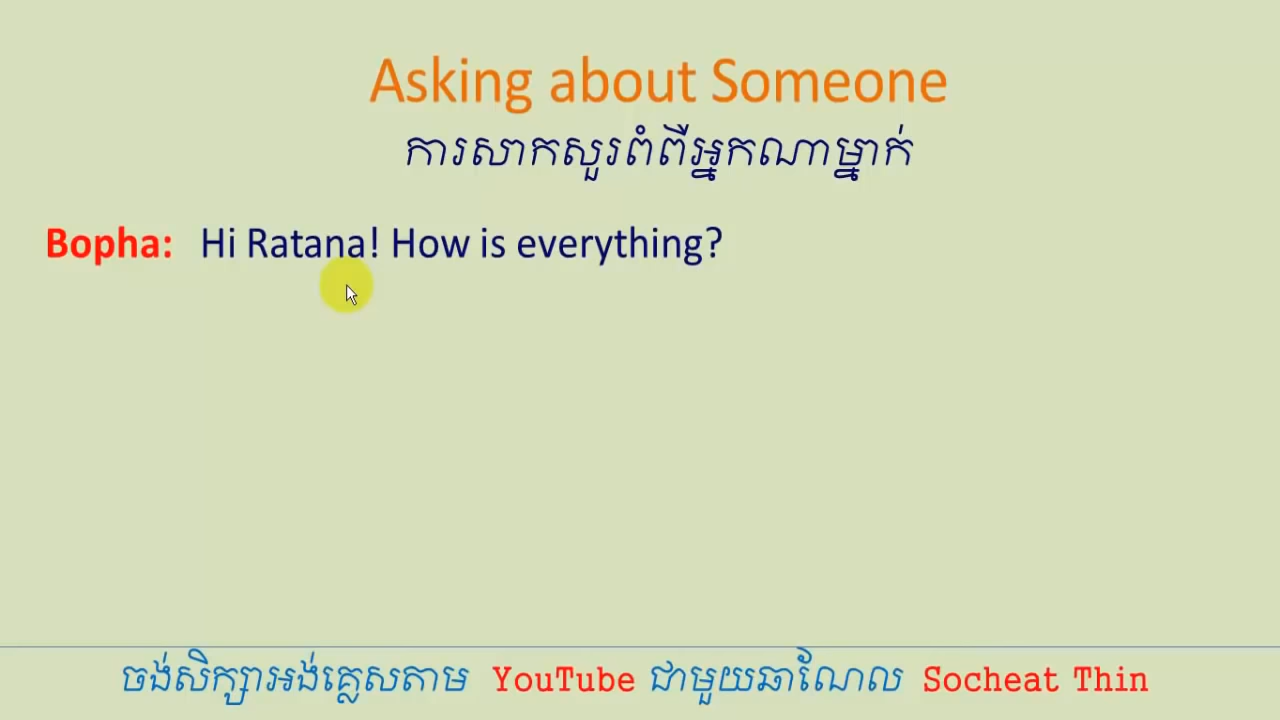 Asking about Someone
ការសាកសួរពំពីអ្នកណាម្នាក់
Bopha: Hi Ratana! How is everything?
ចង់សិក្សាអង់គ្លេសតាម YouTube ជាមួយឆាណែល Socheat Thin